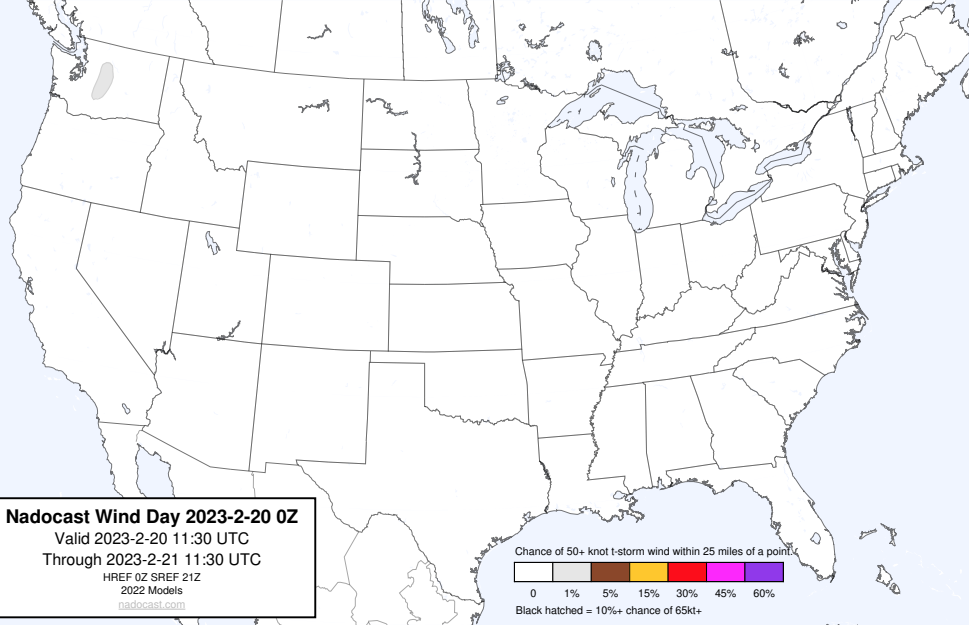 Nadocast Wind Day 2023-2-20 0Z
Valid 2023-2-20 11:30 UTC
Through 2023-2-21 11:30 UTC
HREF 0Z SREF 21Z
2022 Models
nadocast.com
Chance of 50+ knot t-storm wind within 25 miles of a point.
0 1% 5% 15% 30% 45% 60%
Black hatched = 10%+ chance of 65kt+